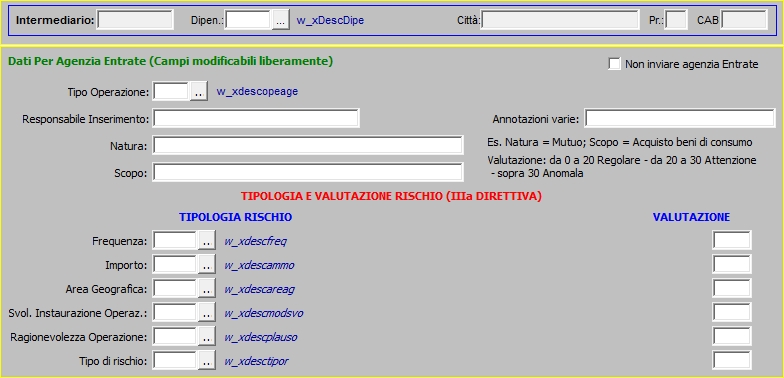 Intermediario: Dipen.: ... w_xDescDipe Città: Pr.: CAB
Dati Per Agenzia Entrate (Campi modificabili liberamente) Non inviare agenzia Entrate
Tipo Operazione: .. w_xdescopeage
Responsabile Inserimento: Annotazioni varie:
Natura: Es. Natura = Mutuo; Scopo = Acquisto beni di consumo
Scopo: Valutazione: da 0 a 20 Regolare - da 20 a 30 Attenzione
- sopra 30 Anomala
TIPOLOGIA E VALUTAZIONE RISCHIO (IIIa DIRETTIVA)
TIPOLOGIA RISCHIO VALUTAZIONE
Frequenza: .. w_xdescfreq
Importo: .. w_xdescammo
Area Geografica: .. w_xdescareag
Svol. Instaurazione Operaz.: .. w_xdescmodsvo
Ragionevolezza Operazione: .. w_xdescplauso
Tipo di rischio: .. w_xdesctipor